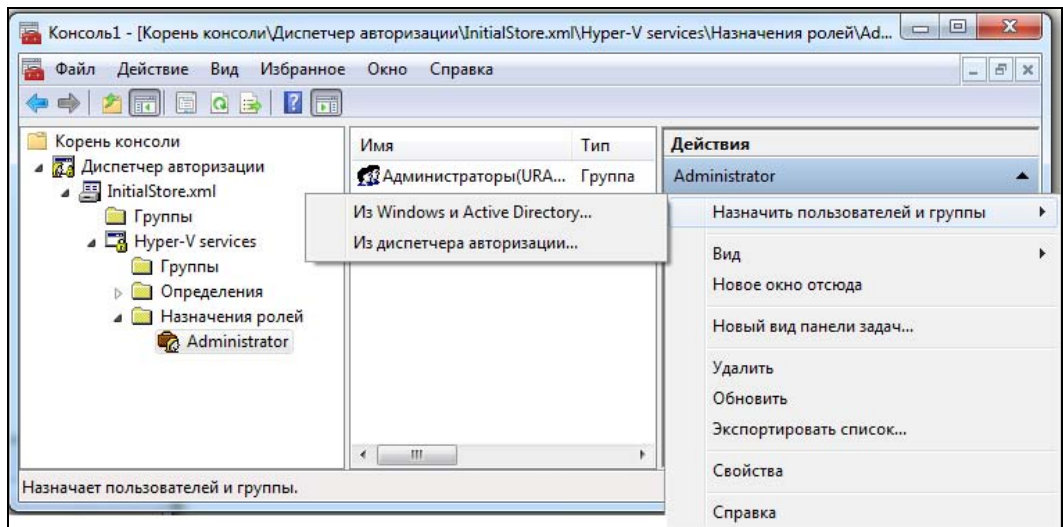 Консоль1 - [Корень консоли\Диспетчер авторизации\InitialStore.xml\Hyper-V services\Назначения ролей\Ad...
Файл Действие Вид Избранное Окно Справка
Корень консоли
Диспетчер авторизации
InitialStore.xml
Группы
Hyper-V services
Группы
Определения
Назначения ролей
Administrator
Имя Тип
Администраторы(URA... Группа
Из Windows и Active Directory...
Из диспетчера авторизации...
Действия
Administrator
Назначить пользователей и группы
Вид
Новое окно отсюда
Новый вид панели задач...
Удалить
Обновить
Экспортировать список...
Свойства
Справка
Назначает пользователей и группы.